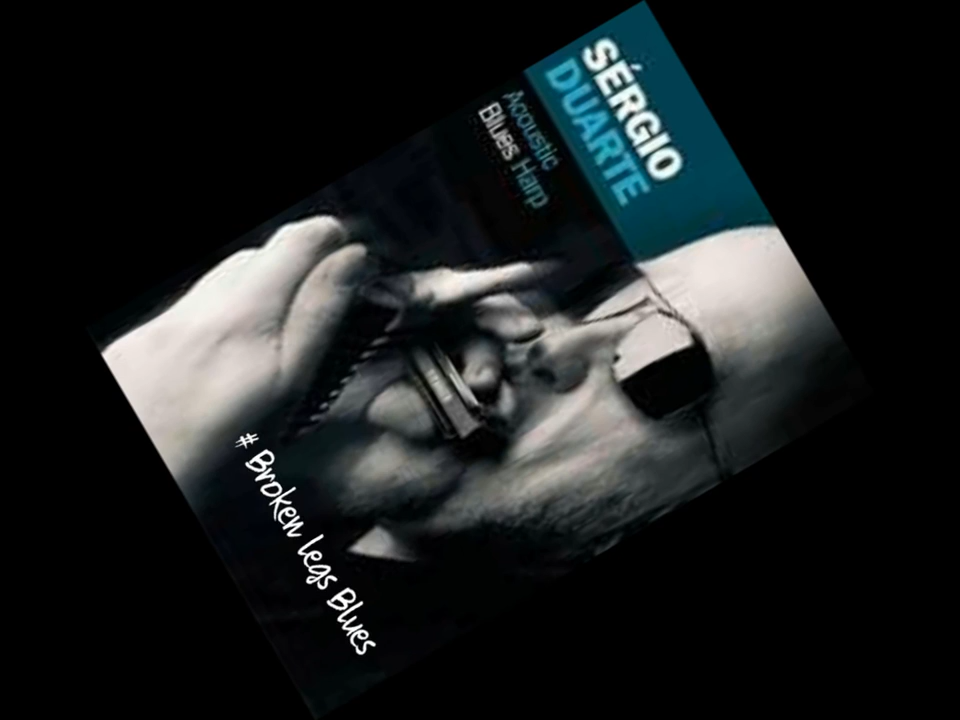 SÉRGIO
DUARTE
Acoustic
Blues Harp
# Broken legs Blues